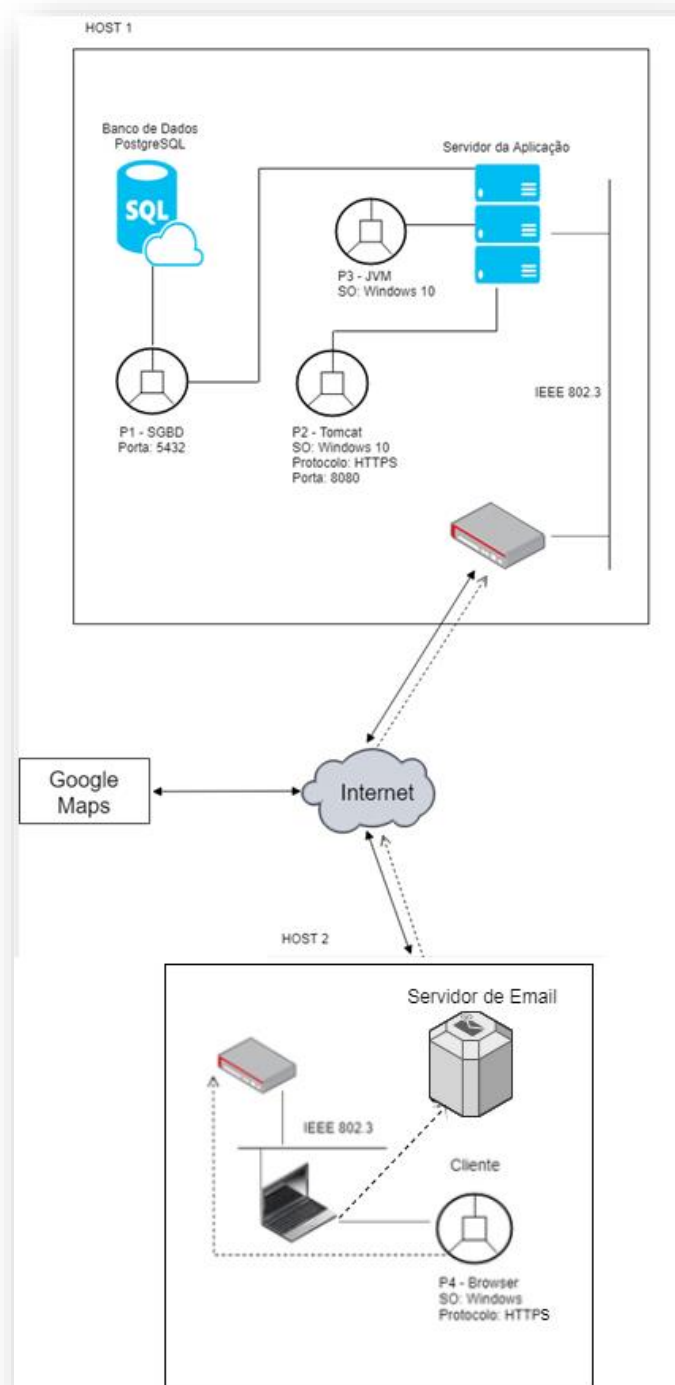 HOST 1
Banco de Dados
PostgreSQL
SQL
Servidor da Aplicação
P3 - JVM
SO: Windows 10
IEEE 802.3
P1 - SGBD
Porta: 5432
P2 - Tomcat
SO: Windows 10
Protocolo: HTTPS
Porta: 8080
Google
Maps
Internet
HOST 2
Servidor de Email
IEEE 802.3
Cliente
P4 - Browser
SO: Windows
Protocolo: HTTPS